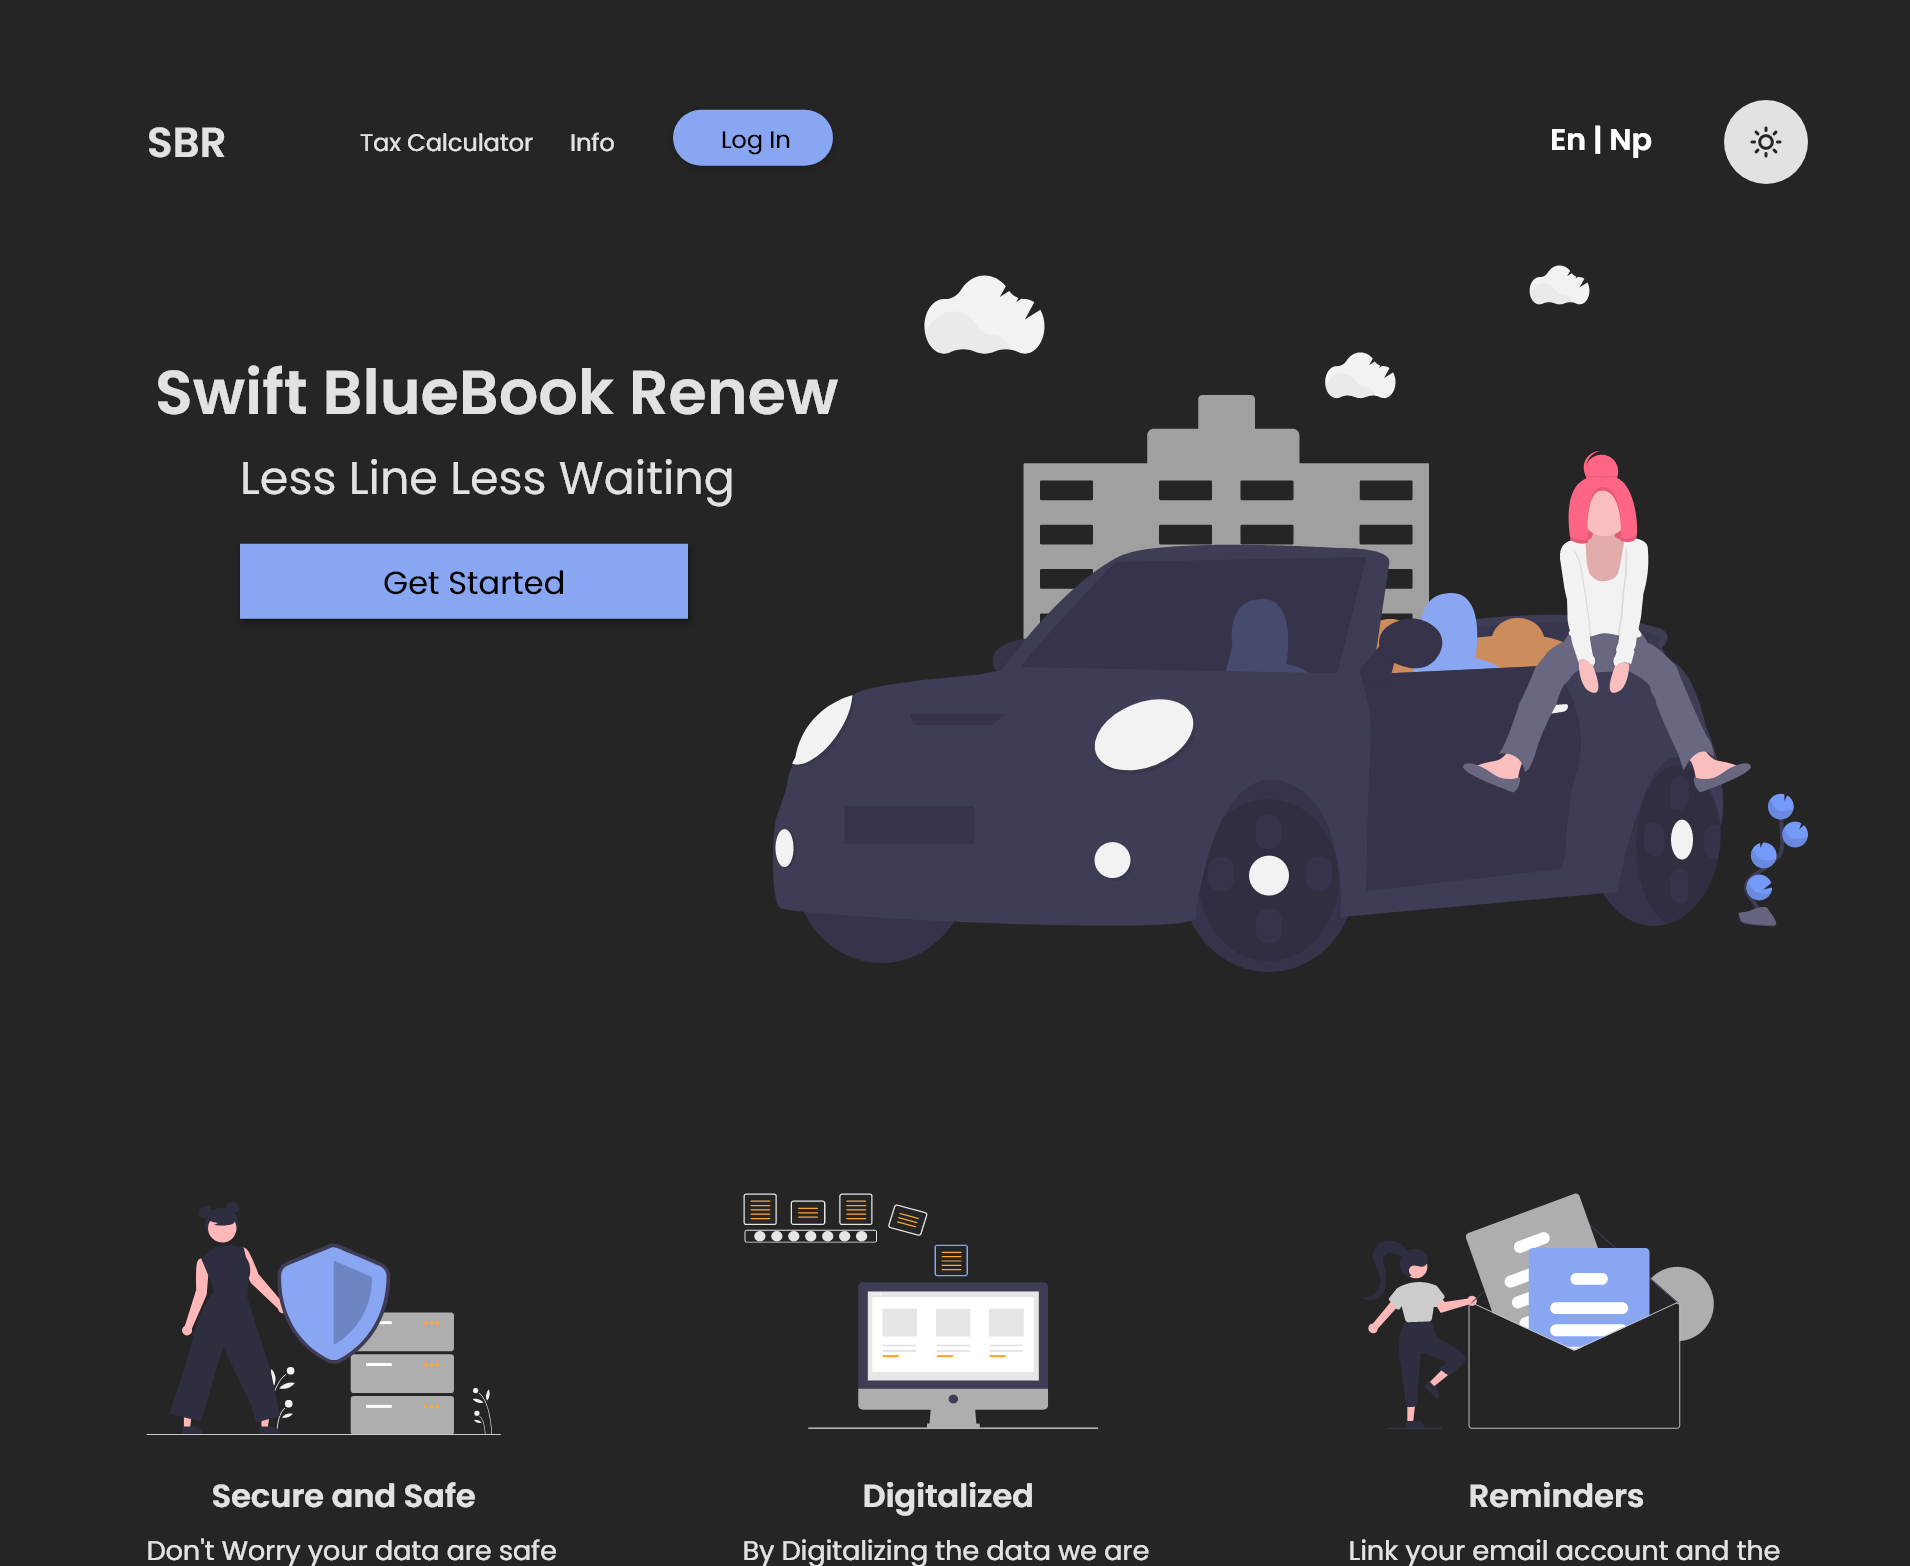 SBR
Tax Calculator
Info
Log In
En | Np
Swift BlueBook Renew
Less Line Less Waiting
Get Started
Secure and Safe
Digitalized
Reminders
Don't Worry your data are safe
By Digitalizing the data we are
Link your email account and the